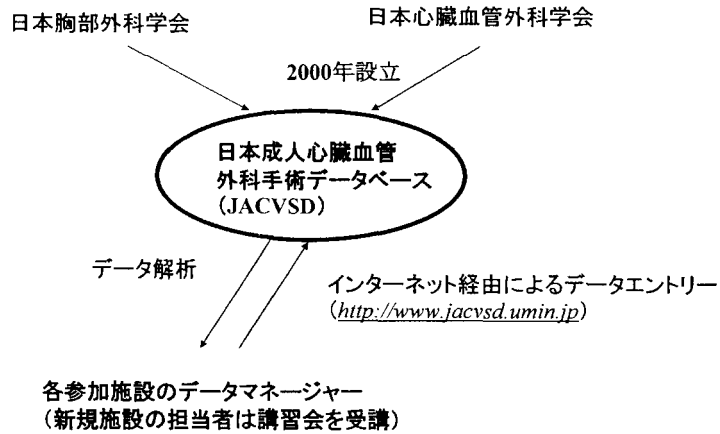 日本胸部外科学会
日本心臓血管外科学会
2000年設立
日本成人心臓血管
外科手術データベース
(JACVSD)
データ解析
インターネット経由によるデータエントリー
(http://www.jacvsd.umin.jp)
各参加施設のデータマネージャー
(新規施設の担当者は講習会を受講)